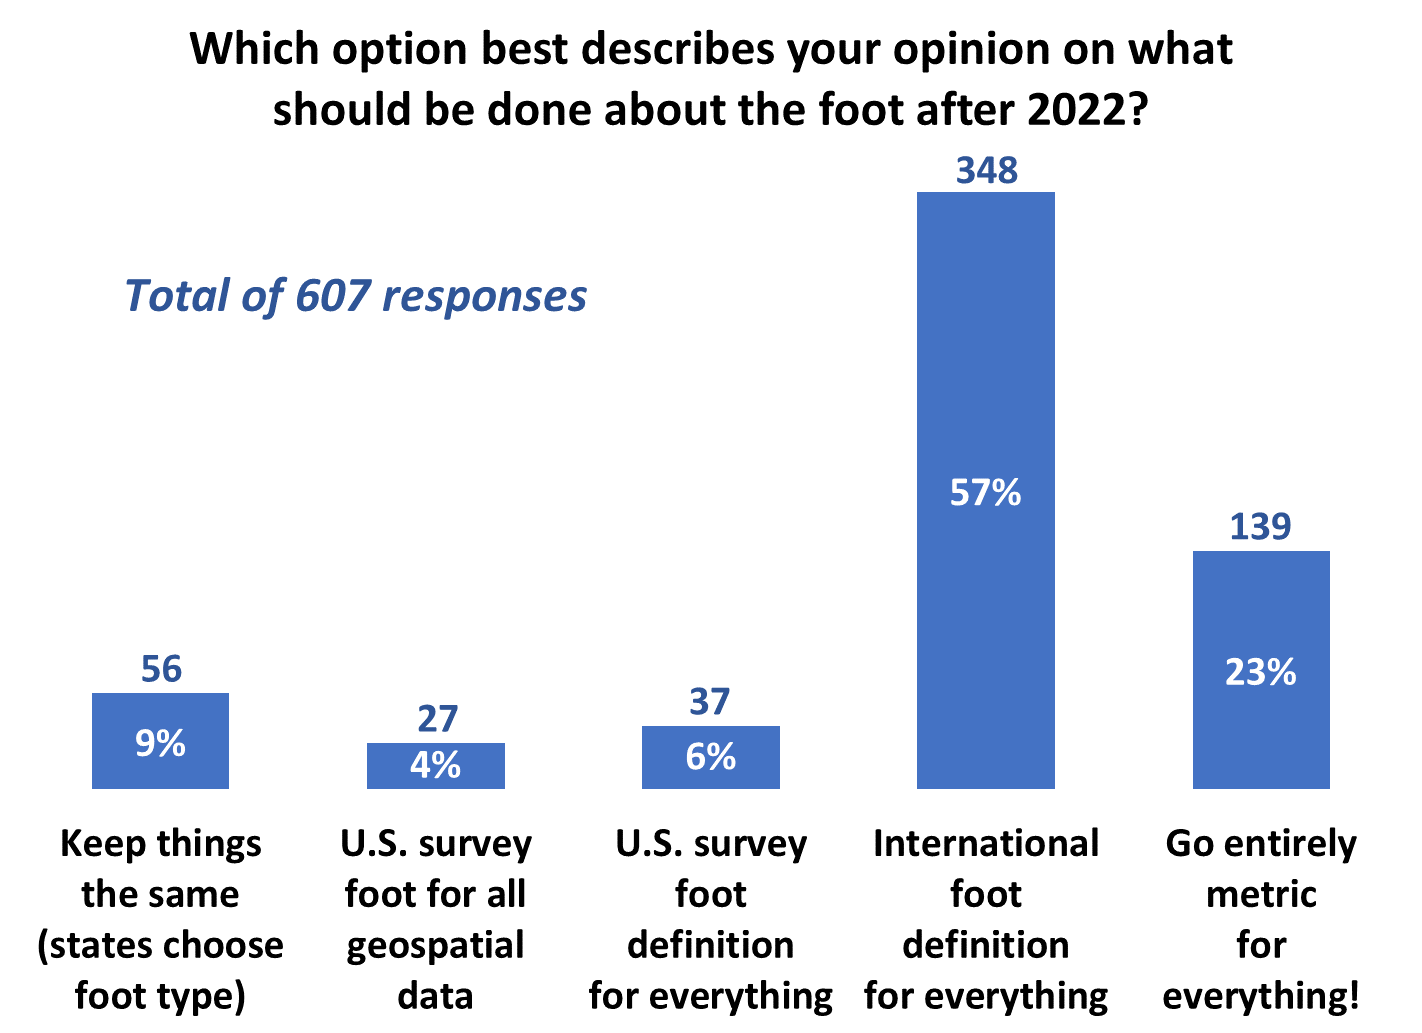 Which option best describes your opinion on what
should be done about the foot after 2022?
Total of 607 responses
56
9%
27
4%
37
6%
348
57%
139
23%
Keep things
the same
(states choose
foot type)
U.S. survey
foot for all
geospatial
data
U.S. survey
foot
definition
for everything
International
foot
definition
for everything
Go entirely
metric
for
everything!